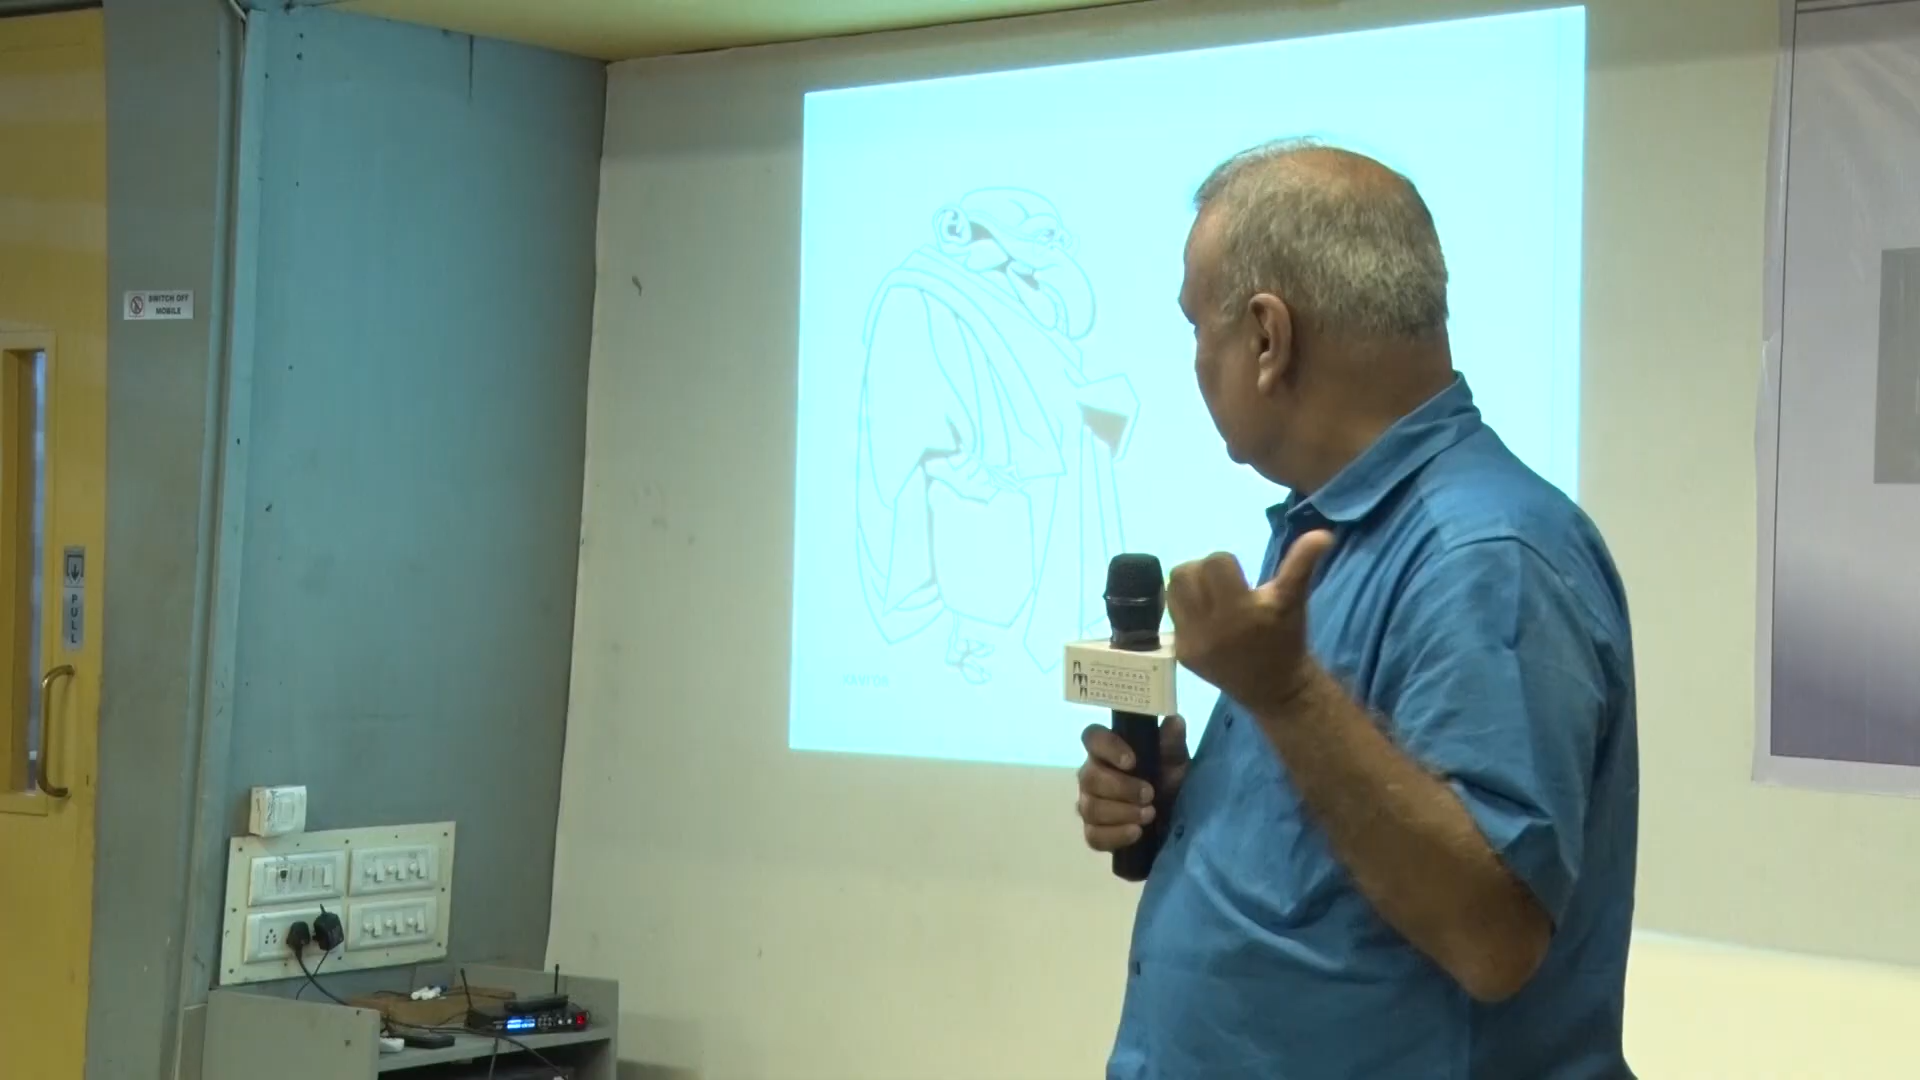 SWITCH OFF
MOBILE
PULL
AHMEDABAD
MANAGEMENT
ASSOCIATION